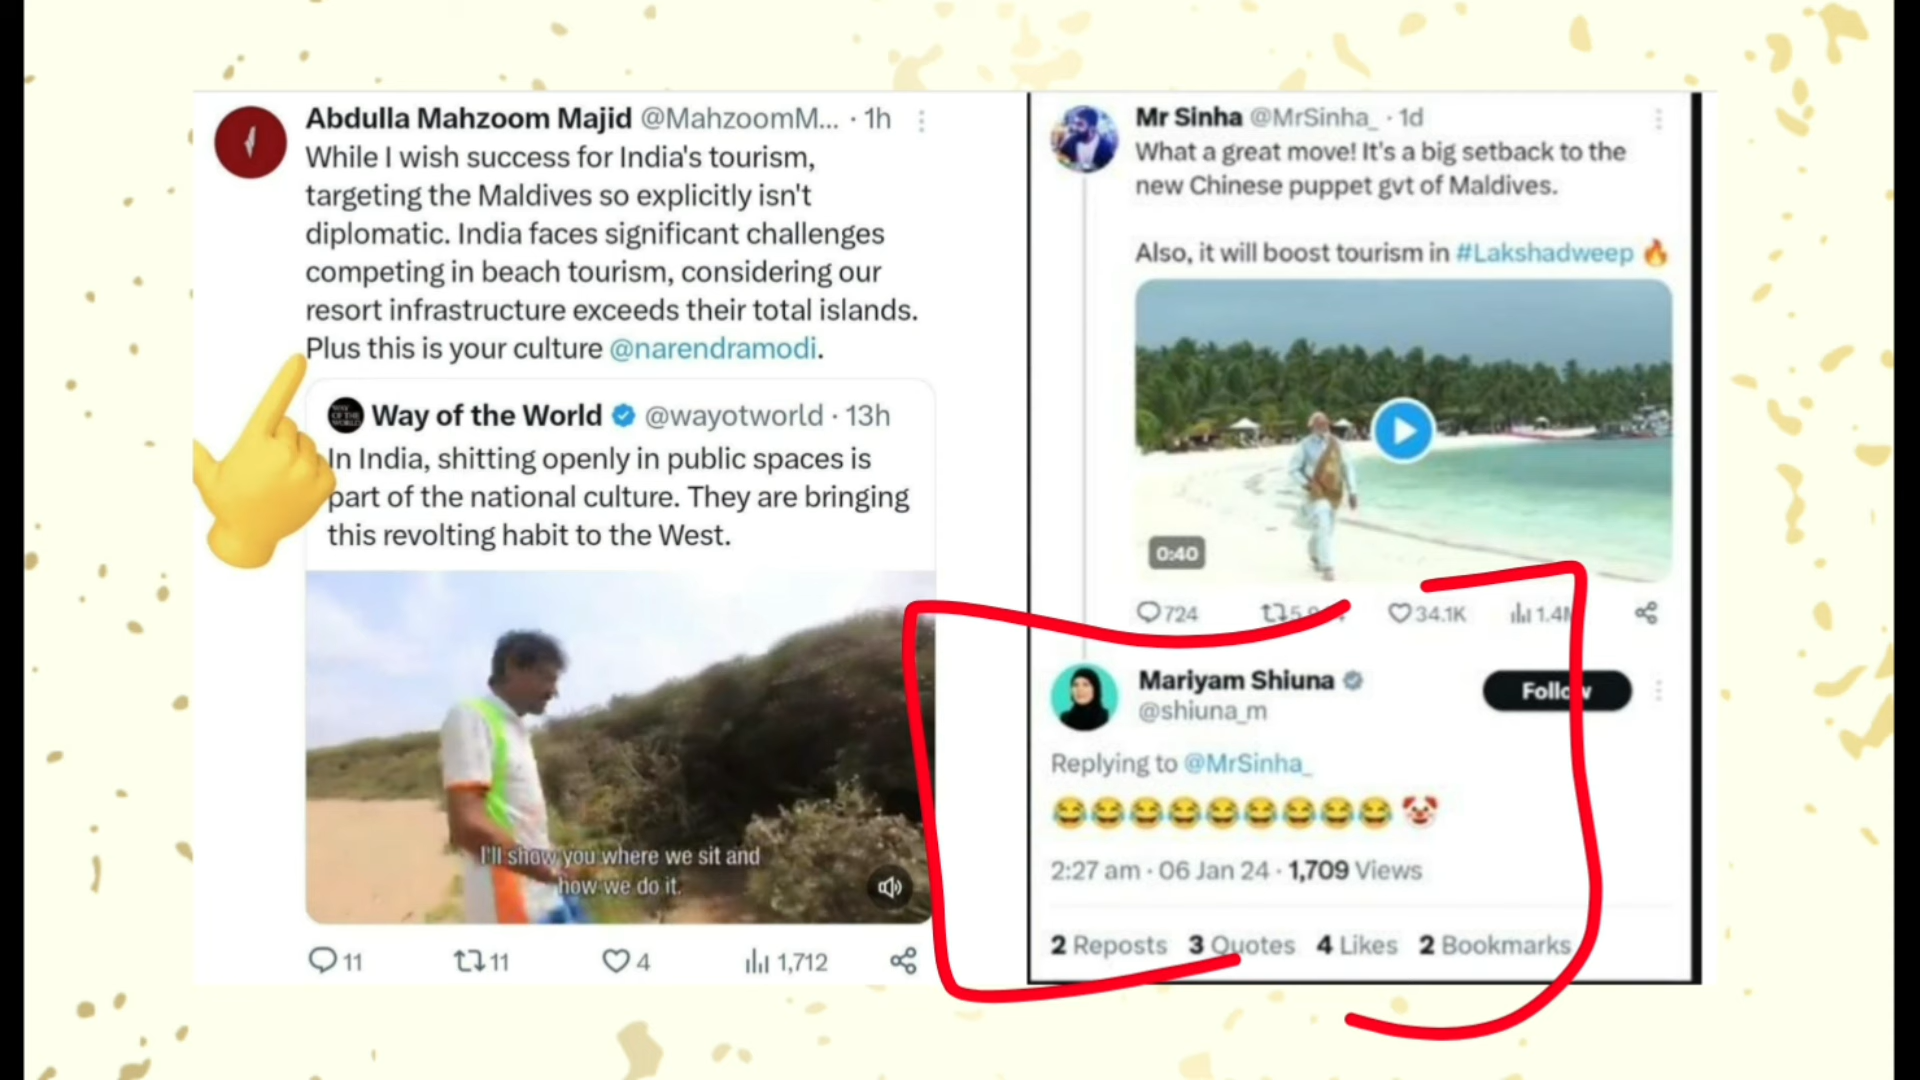 Abdulla Mahzoom Majid @MahzoomM... · 1h
While I wish success for India's tourism,
targeting the Maldives so explicitly isn't
diplomatic. India faces significant challenges
competing in beach tourism, considering our
resort infrastructure exceeds their total islands.
Plus this is your culture @narendramodi.
Way of the World @wayotworld · 13h
In India, shitting openly in public spaces is
part of the national culture. They are bringing
this revolting habit to the West.
I'll show you where we sit and
how we do it.
11 11 4 1,712
Mr Sinha @MrSinha_ · 1d
What a great move! It's a big setback to the
new Chinese puppet gvt of Maldives.
Also, it will boost tourism in #Lakshadweep 🔥
0:40
724 34.1K
Mariyam Shiuna
Follow
@shiuna_m
Replying to @MrSinha_
😂😂😂😂😂😂😂😂😂🤡
2:27 am · 06 Jan 24 · 1,709 Views
2 Reposts 3 Quotes 4 Likes 2 Bookmarks